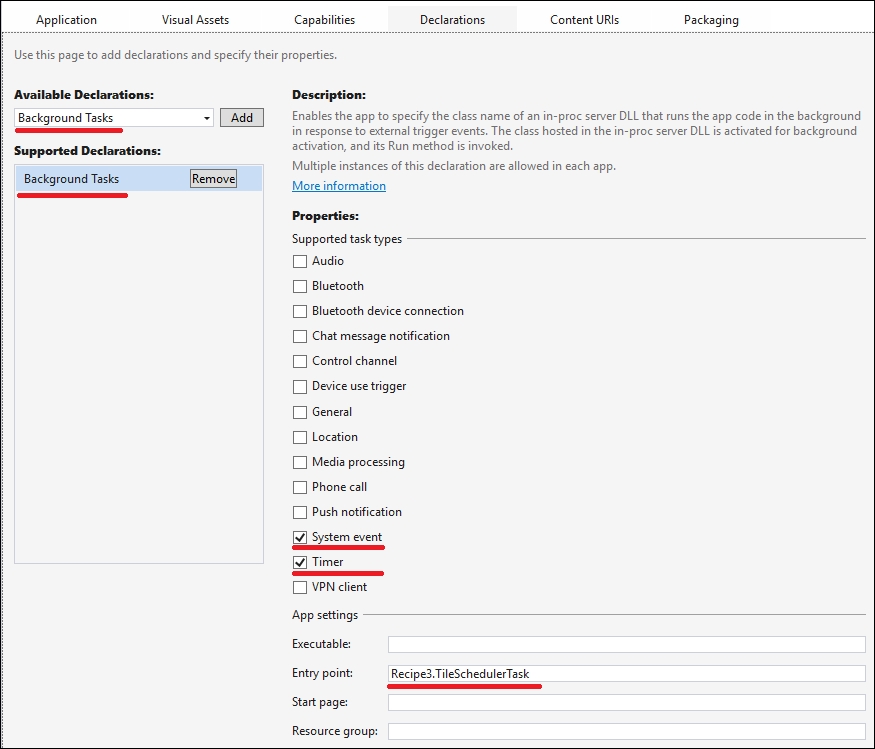 Application Visual Assets Capabilities Declarations Content URIs Packaging
Use this page to add declarations and specify their properties.
Available Declarations:
Background Tasks Add
Supported Declarations:
Background Tasks Remove
Description:
Enables the app to specify the class name of an in-proc server DLL that runs the app code in the background
in response to external trigger events. The class hosted in the in-proc server DLL is activated for background
activation, and its Run method is invoked.
Multiple instances of this declaration are allowed in each app.
More information
Properties:
Supported task types
Audio
Bluetooth
Bluetooth device connection
Chat message notification
Control channel
Device use trigger
General
Location
Media processing
Phone call
Push notification
System event
Timer
VPN client
App settings
Executable:
Entry point: Recipe3.TileSchedulerTask
Start page:
Resource group: